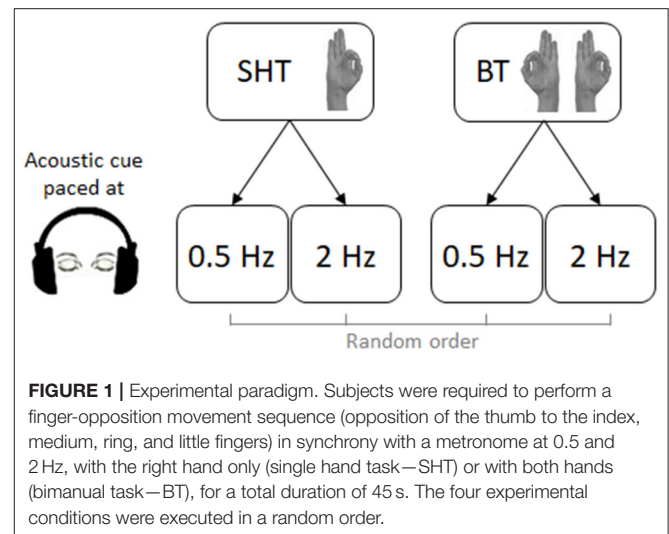 SHT
BT
Acoustic cue
paced at
0.5 Hz
2 Hz
0.5 Hz
2 Hz
Random order
FIGURE 1 | Experimental paradigm. Subjects were required to perform a
finger-opposition movement sequence (opposition of the thumb to the index,
medium, ring, and little fingers) in synchrony with a metronome at 0.5 and
2 Hz, with the right hand only (single hand task—SHT) or with both hands
(bimanual task—BT), for a total duration of 45 s. The four experimental
conditions were executed in a random order.